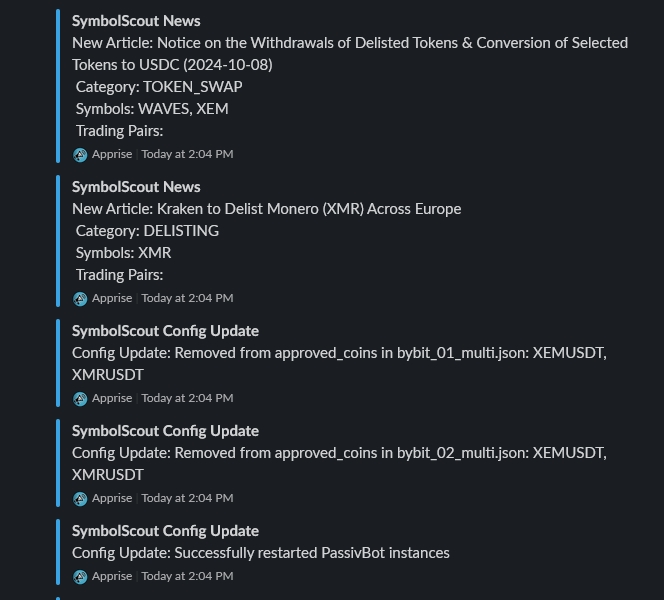 SymbolScout News
New Article: Notice on the Withdrawals of Delisted Tokens & Conversion of Selected
Tokens to USDC (2024-10-08)
Category: TOKEN_SWAP
Symbols: WAVES, XEM
Trading Pairs:
Apprise | Today at 2:04 PM
SymbolScout News
New Article: Kraken to Delist Monero (XMR) Across Europe
Category: DELISTING
Symbols: XMR
Trading Pairs:
Apprise | Today at 2:04 PM
SymbolScout Config Update
Config Update: Removed from approved_coins in bybit_01_multi.json: XEMUSDT,
XMRUSDT
Apprise | Today at 2:04 PM
SymbolScout Config Update
Config Update: Removed from approved_coins in bybit_02_multi.json: XEMUSDT,
XMRUSDT
Apprise | Today at 2:04 PM
SymbolScout Config Update
Config Update: Successfully restarted PassivBot instances
Apprise | Today at 2:04 PM